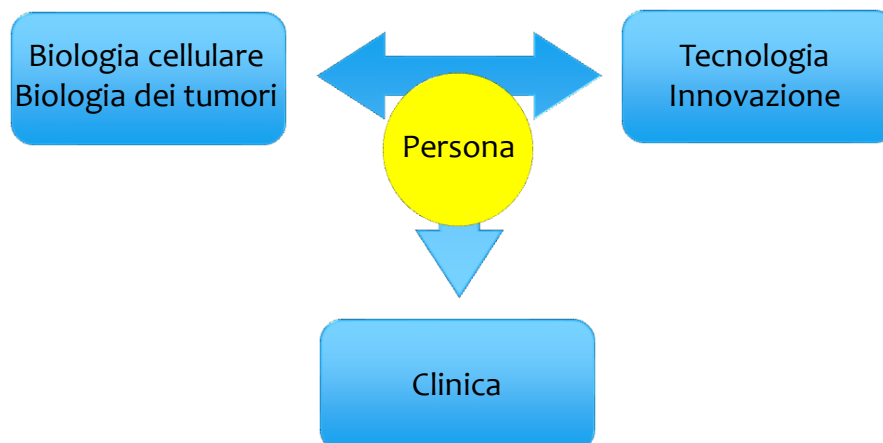 Biologia cellulare
Biologia dei tumori
Tecnologia
Innovazione
Persona
Clinica